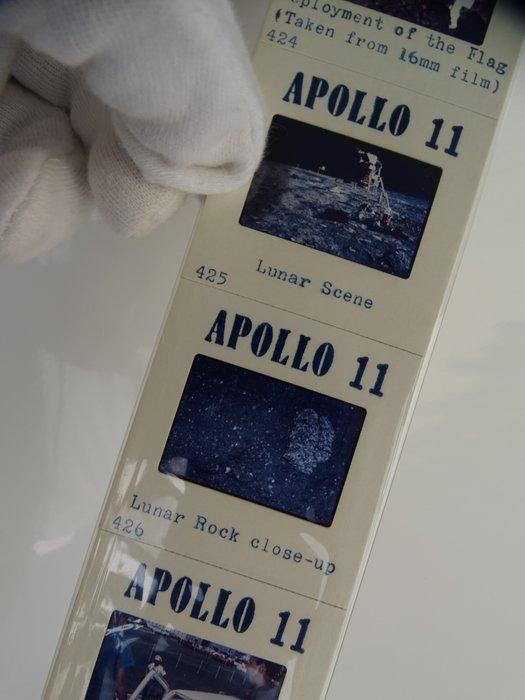 eployment of the Flag
(Taken from 16mm film)
424
APOLLO 11
Lunar Scene
425
APOLLO 11
Lunar Rock close-up
426
APOLLO 11